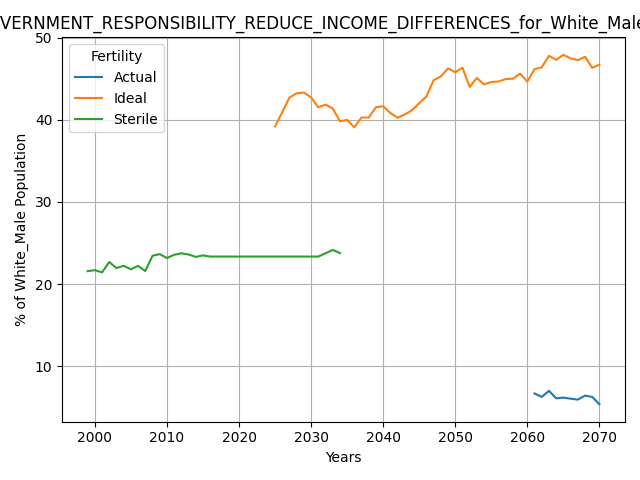 VERNMENT_RESPONSIBILITY_REDUCE_INCOME_DIFFERENCES_for_White_Male
50
Fertility
Actual
Ideal
Sterile
40
30
20
10
% of White_Male Population
2000 2010 2020 2030 2040 2050 2060 2070
Years